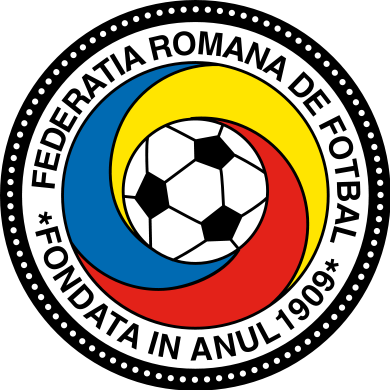 FEDERATIA ROMANA DE FOTBAL
*FONDATA IN ANUL 1909*